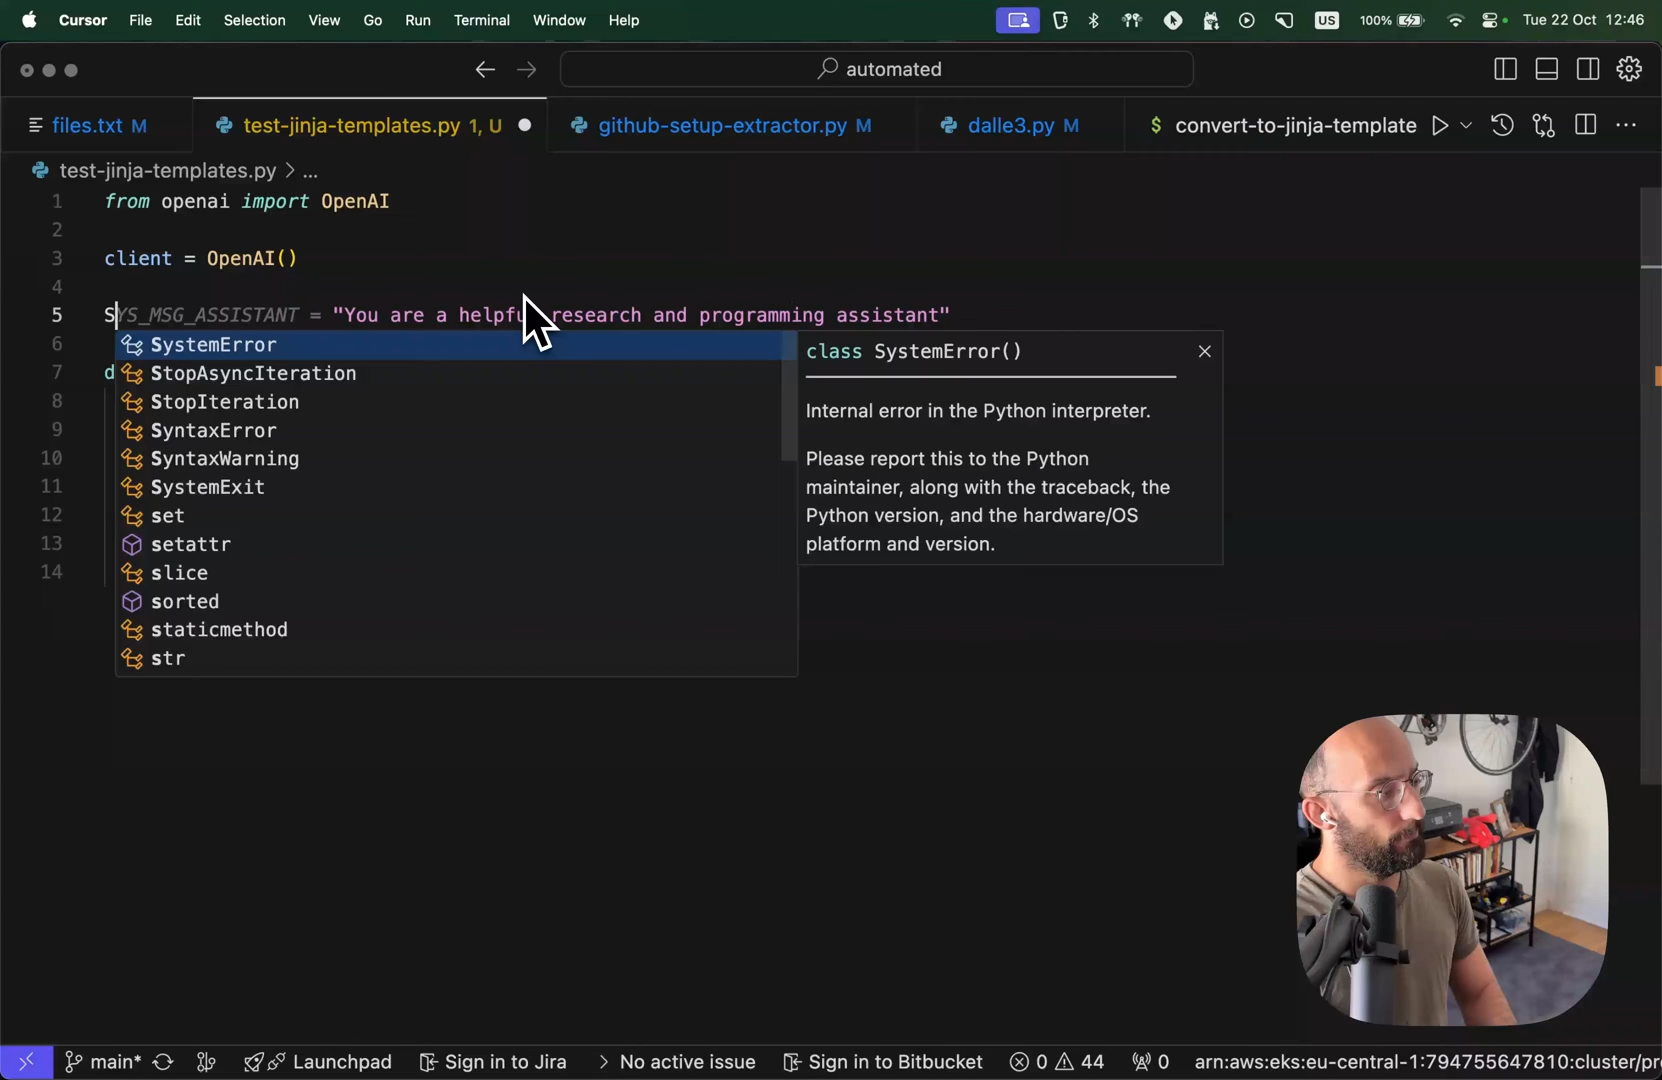 Cursor File Edit Selection View Go Run Terminal Window Help US 100% Tue 22 Oct 12:46
automated
files.txt M test-jinja-templates.py 1, U github-setup-extractor.py M dalle3.py M $ convert-to-jinja-template
test-jinja-templates.py > ...
1 from openai import OpenAI
2
3 client = OpenAI()
4
5 SYS_MSG_ASSISTANT = "You are a helpful research and programming assistant"
6 SystemError
7 d StopAsyncIteration
8 StopIteration
9 SyntaxError
10 SyntaxWarning
11 SystemExit
12 set
13 setattr
14 slice
sorted
staticmethod
str
class SystemError()
Internal error in the Python interpreter.
Please report this to the Python
maintainer, along with the traceback, the
Python version, and the hardware/OS
platform and version.
main* Launchpad Sign in to Jira > No active issue Sign in to Bitbucket 0 44 0 arn:aws:eks:eu-central-1:794755647810:cluster/pr